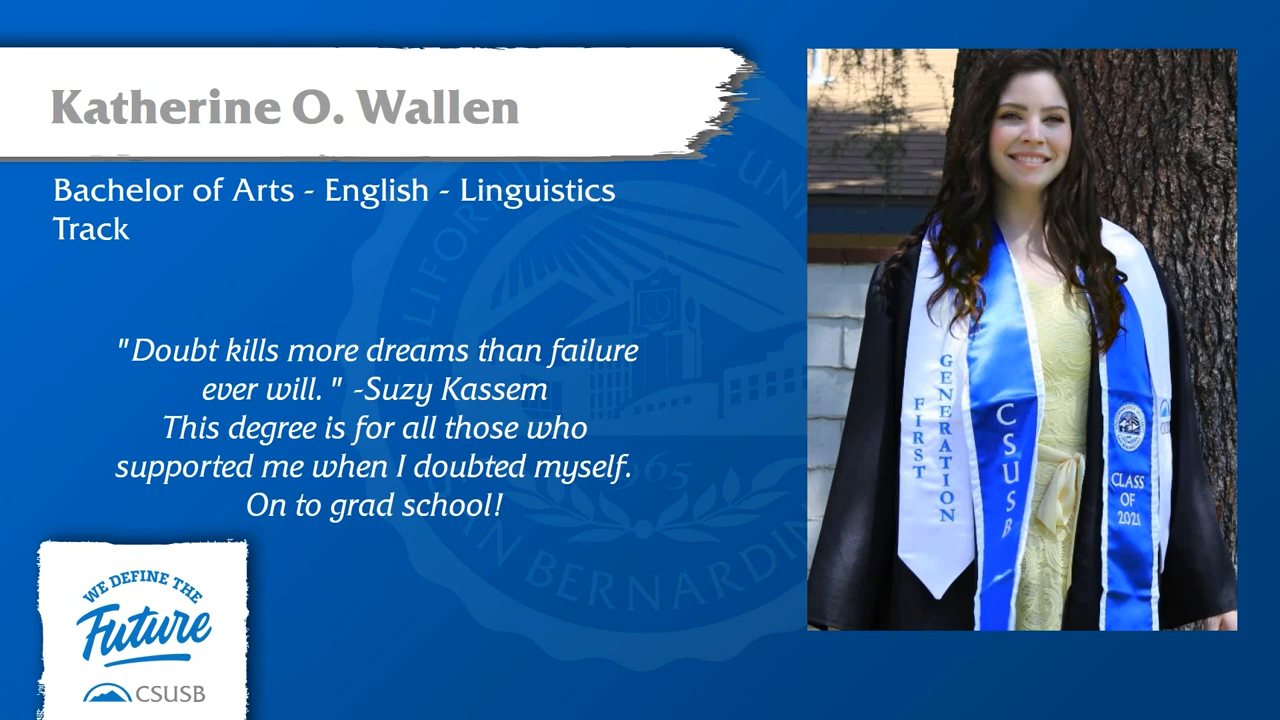 Katherine O. Wallen
Bachelor of Arts - English - Linguistics
Track
"Doubt kills more dreams than failure
ever will. " -Suzy Kassem
This degree is for all those who
supported me when I doubted myself.
On to grad school!
WE DEFINE THE
Future
CSUSB
FIRST
GENERATION
CSUSB
CLASS
OF
2021